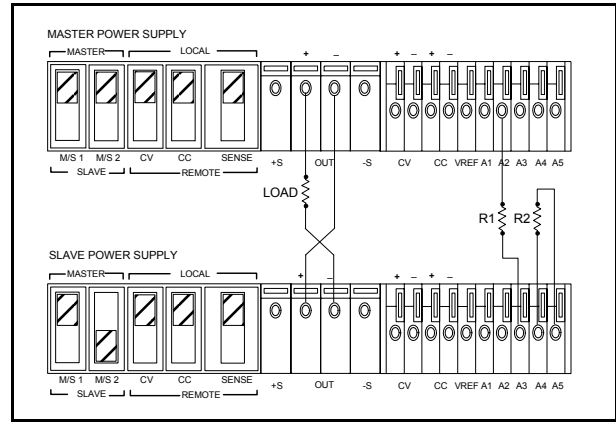 MASTER POWER SUPPLY
MASTER LOCAL + – + – + –
M/S 1 M/S 2 CV CC SENSE +S OUT -S CV CC VREF A1 A2 A3 A4 A5
SLAVE REMOTE
LOAD R1 R2
SLAVE POWER SUPPLY
MASTER LOCAL + – + – + –
M/S 1 M/S 2 CV CC SENSE +S OUT -S CV CC VREF A1 A2 A3 A4 A5
SLAVE REMOTE